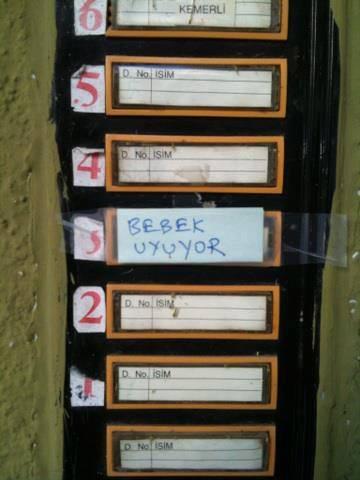 6
KEMERLİ
5
D. No. İSİM
4
D. No. İSİM
3
BEBEK
UYUYOR
2
D. No. İSİM
1
D. No. İSİM
D. No. İSİM